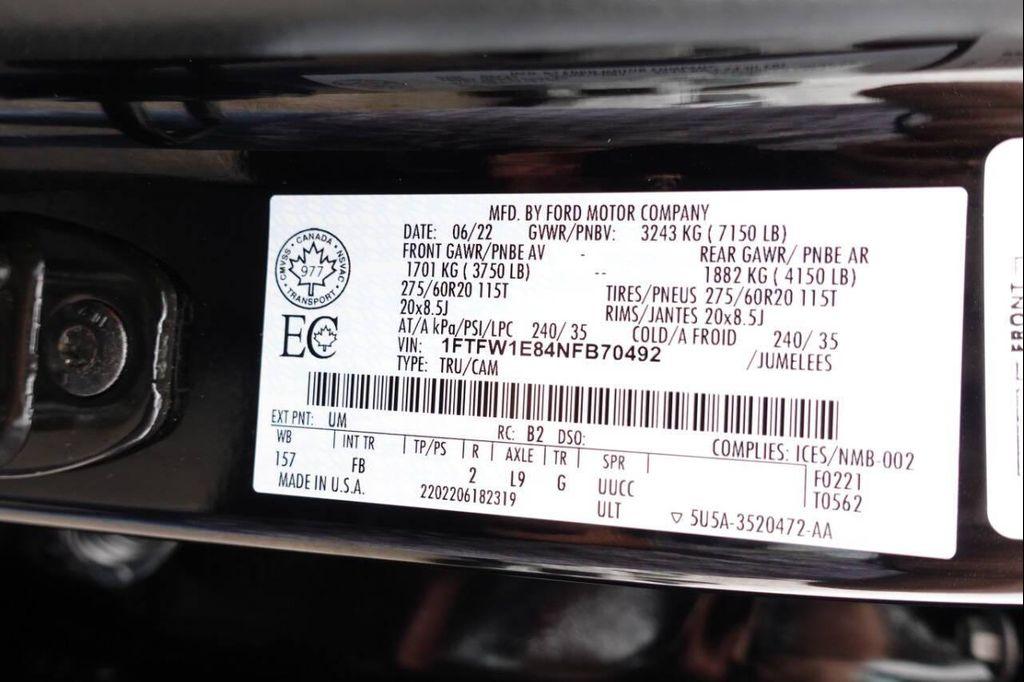 MFD. BY FORD MOTOR COMPANY
DATE: 06/22 GVWR/PNBV: 3243 KG ( 7150 LB)
FRONT GAWR/PNBE AV - REAR GAWR/ PNBE AR
1701 KG ( 3750 LB) -- 1882 KG ( 4150 LB)
275/60R20 115T TIRES/PNEUS 275/60R20 115T
20x8.5J RIMS/JANTES 20x8.5J
AT/A kPa/PSI/LPC 240/ 35 COLD/A FROID 240/ 35
VIN: 1FTFW1E84NFB70492 /JUMELEES
TYPE: TRU/CAM
CANADA
CMVSS NSVAC
977
TRANSPORT
EC
EXT PNT: UM RC: B2 DSO: COMPLIES: ICES/NMB-002
WB INT TR TP/PS R AXLE TR SPR F0221
157 FB 2 L9 G UUCC T0562
MADE IN U.S.A. 2202206182319 ULT ▽ 5U5A-3520472-AA
FRONT